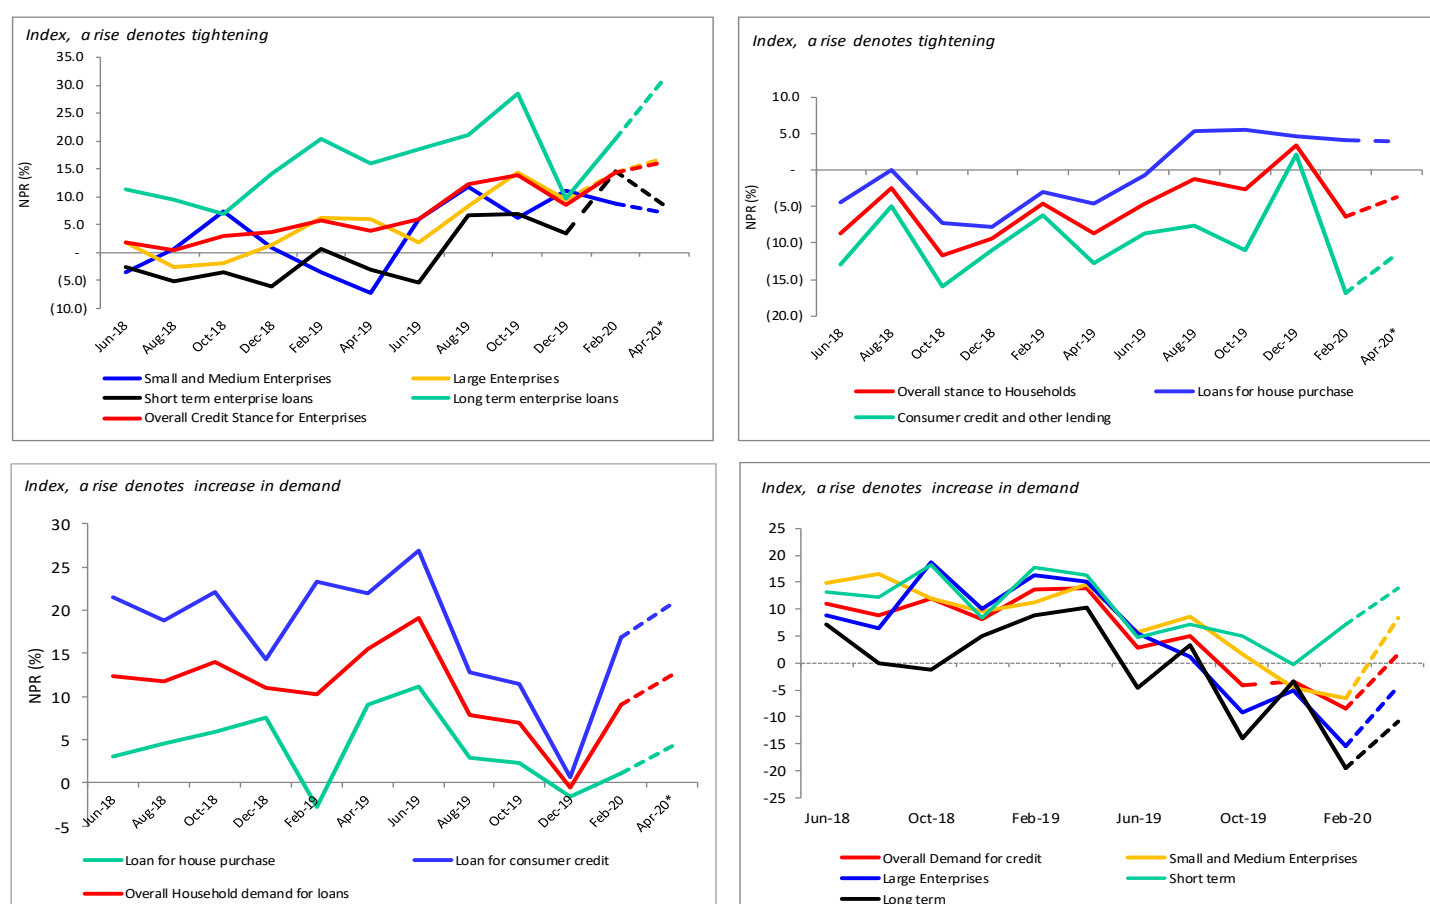 Index, a rise denotes tightening
35.0
30.0
25.0
20.0
15.0
10.0
5.0
-
(5.0)
(10.0)
NPR (%)
Jun-18 Aug-18 Oct-18 Dec-18 Feb-19 Apr-19 Jun-19 Aug-19 Oct-19 Dec-19 Feb-20 Apr-20*
Small and Medium Enterprises Large Enterprises
Short term enterprise loans Long term enterprise loans
Overall Credit Stance for Enterprises
Index, a rise denotes tightening
10.0
5.0
-
(5.0)
(10.0)
(15.0)
(20.0)
NPR (%)
Jun-18 Aug-18 Oct-18 Dec-18 Feb-19 Apr-19 Jun-19 Aug-19 Oct-19 Dec-19 Feb-20 Apr-20*
Overall stance to Households Loans for house purchase
Consumer credit and other lending
Index, a rise denotes increase in demand
30
25
20
15
10
5
0
-5
NPR (%)
Jun-18 Aug-18 Oct-18 Dec-18 Feb-19 Apr-19 Jun-19 Aug-19 Oct-19 Dec-19 Feb-20 Apr-20*
Loan for house purchase Loan for consumer credit
Overall Household demand for loans
Index, a rise denotes increase in demand
25
20
15
10
5
0
-5
-10
-15
-20
-25
Jun-18 Oct-18 Feb-19 Jun-19 Oct-19 Feb-20
Overall Demand for credit Small and Medium Enterprises
Large Enterprises Short term
Long term